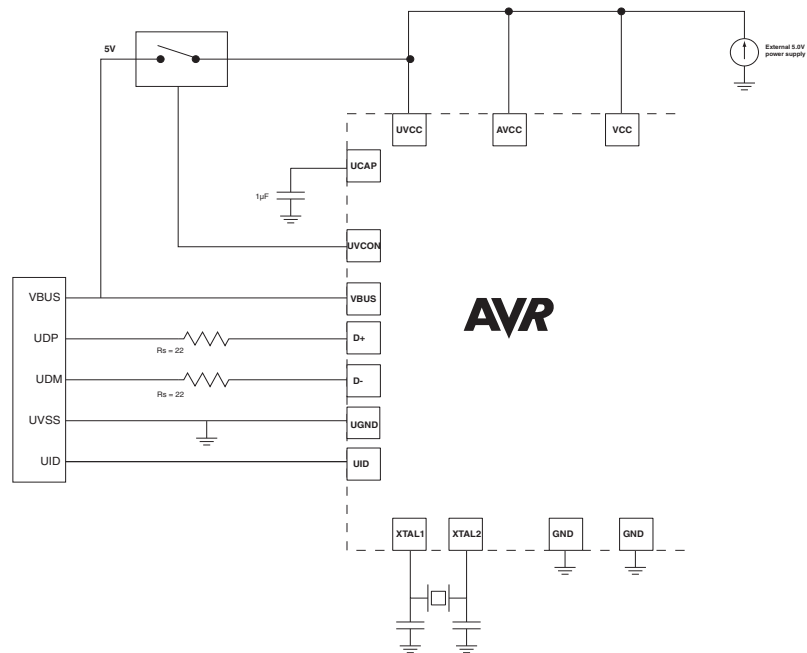 5V
External 5.0V
power supply
UVCC
AVCC
VCC
UCAP
1µF
UVCON
VBUS
VBUS
UDP
Rs = 22
D+
UDM
Rs = 22
D-
UVSS
UGND
UID
UID
AVR
XTAL1
XTAL2
GND
GND